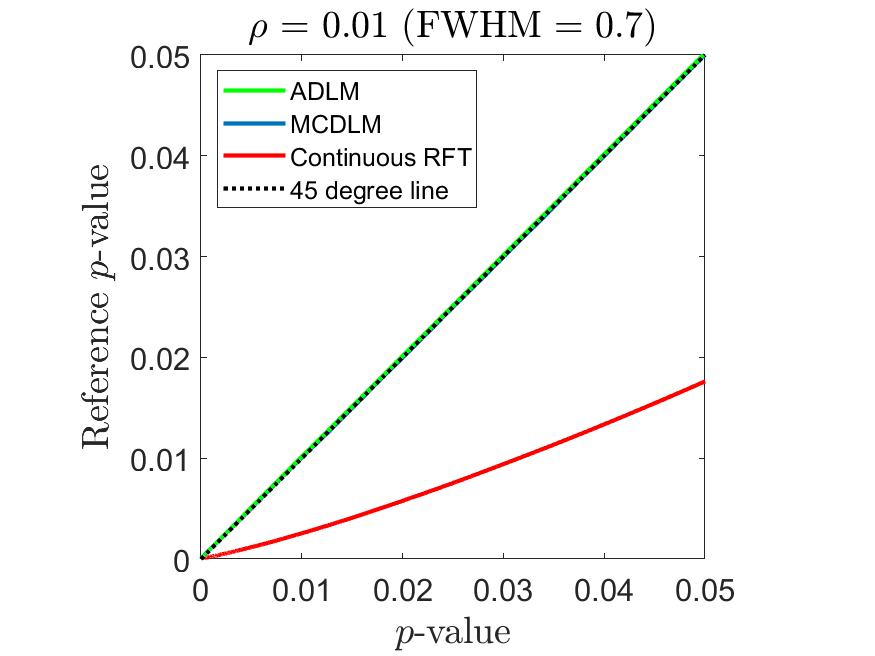 ρ = 0.01 (FWHM = 0.7)
ADLM
MCDLM
Continuous RFT
45 degree line
Reference p-value
0.05
0.04
0.03
0.02
0.01
0
0 0.01 0.02 0.03 0.04 0.05
p-value